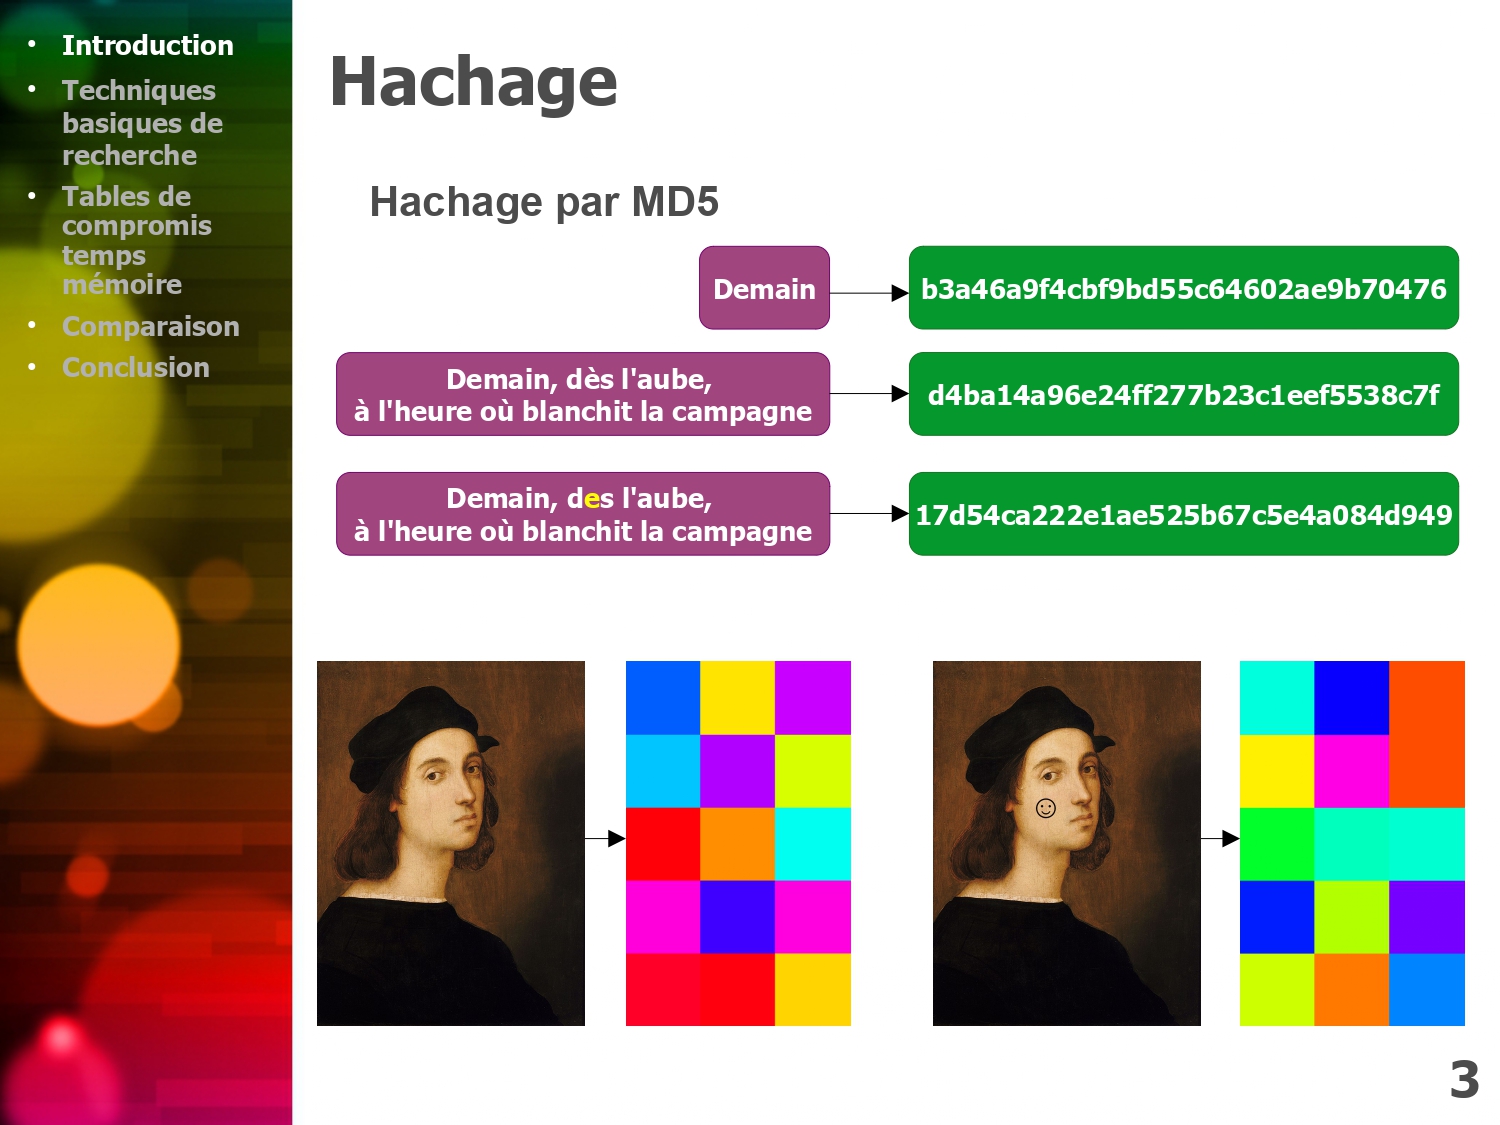 • Introduction
• Techniques
basiques de
recherche
• Tables de
compromis
temps
mémoire
• Comparaison
• Conclusion
Hachage
Hachage par MD5
Demain
b3a46a9f4cbf9bd55c64602ae9b70476
Demain, dès l'aube,
à l'heure où blanchit la campagne
d4ba14a96e24ff277b23c1eef5538c7f
Demain, des l'aube,
à l'heure où blanchit la campagne
17d54ca222e1ae525b67c5e4a084d949
3